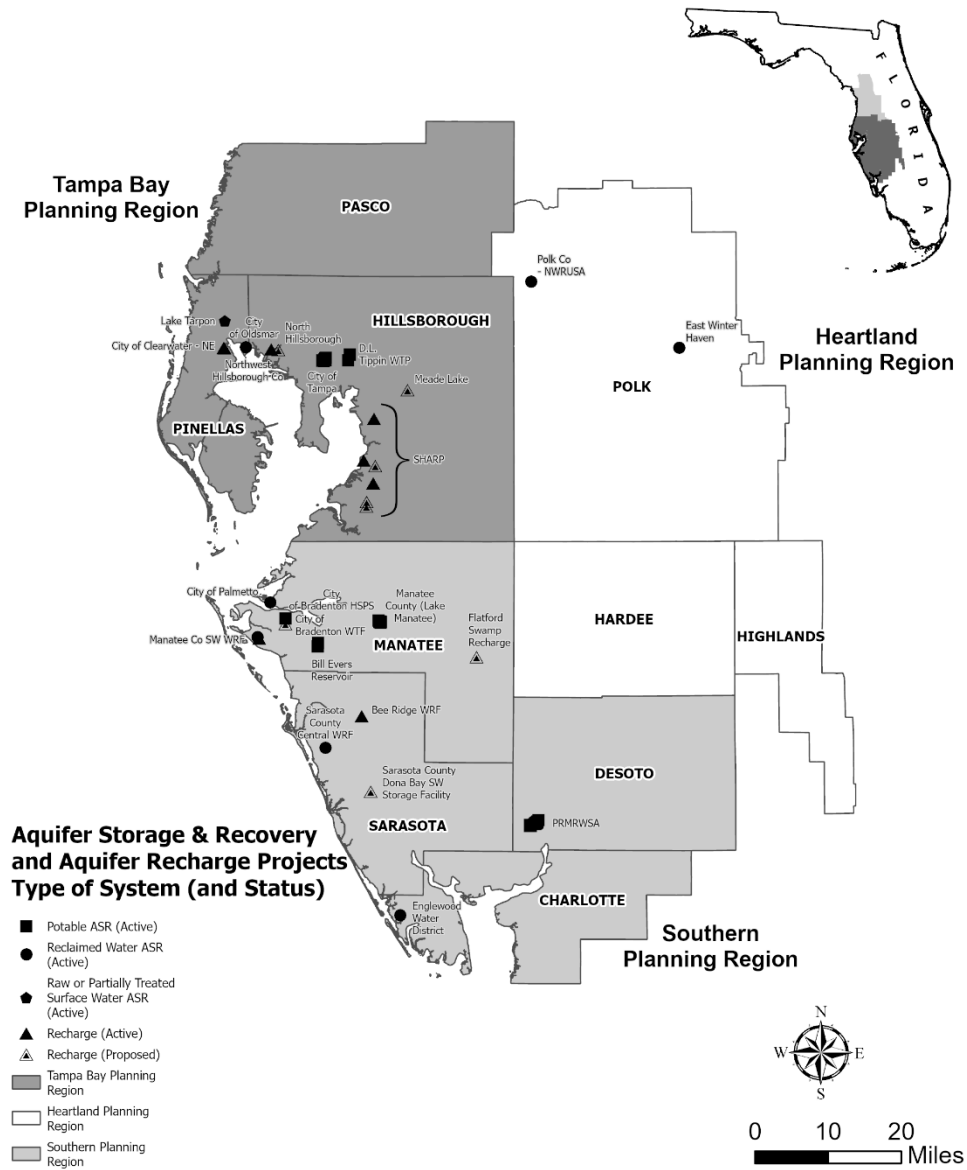 FLORIDA
Tampa Bay
Planning Region
PASCO
Polk Co
- NWRUSA
HILLSBOROUGH
East Winter
Haven
Heartland
Planning Region
Lake Tarpon
City
of Oldsmar
North
Hillsborough
City of Clearwater - NE
Northwest
Hillsborough Co
D.L.
Tippin WTP
City of
Tampa
Meade Lake
POLK
PINELLAS
SHARP
City of Palmetto
City
of Bradenton HSPS
City of
Bradenton WTF
Manatee
County (Lake
Manatee)
Flatford
Swamp
Recharge
HARDEE
HIGHLANDS
Manatee Co SW WRF
MANATEE
Bill Evers
Reservoir
Sarasota
County
Central WRF
Bee Ridge WRF
Sarasota County
Dona Bay SW
Storage Facility
DESOTO
SARASOTA
PRMRWSA
CHARLOTTE
Englewood
Water
District
Southern
Planning Region
Aquifer Storage & Recovery
and Aquifer Recharge Projects
Type of System (and Status)
Potable ASR (Active)
Reclaimed Water ASR
(Active)
Raw or Partially Treated
Surface Water ASR
(Active)
Recharge (Active)
Recharge (Proposed)
Tampa Bay Planning
Region
Heartland Planning
Region
Southern Planning
Region
N
W E
S
0 10 20
Miles